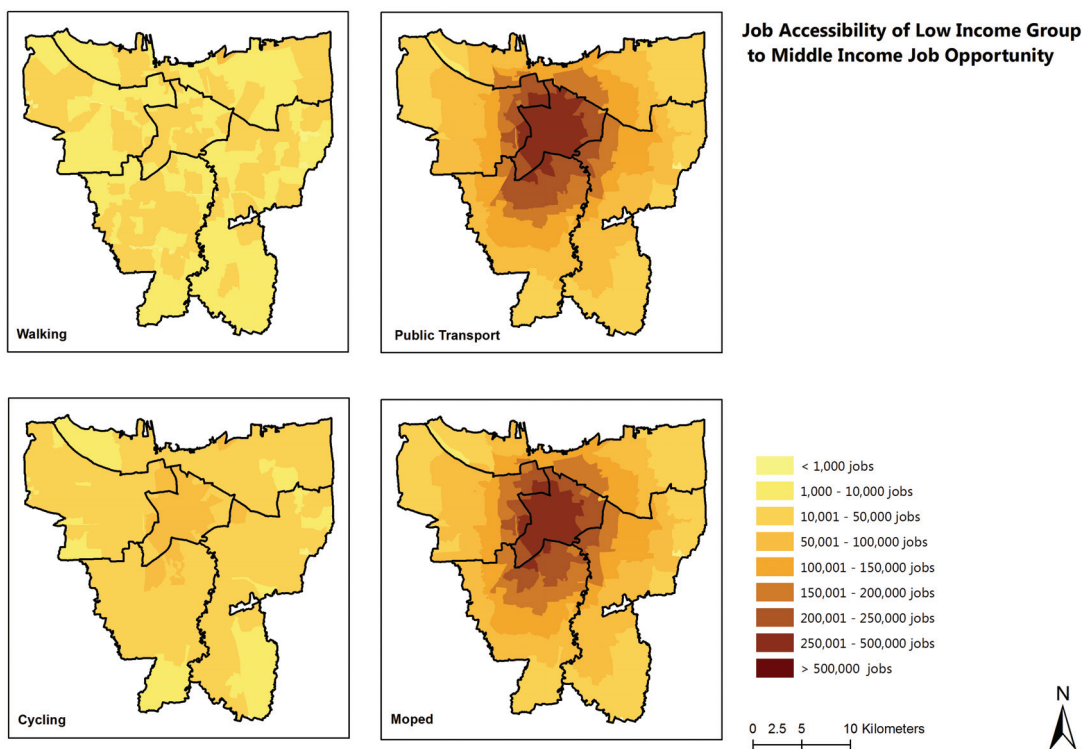 Job Accessibility of Low Income Group
to Middle Income Job Opportunity
Walking
Public Transport
Cycling
Moped
< 1,000 jobs
1,000 - 10,000 jobs
10,001 - 50,000 jobs
50,001 - 100,000 jobs
100,001 - 150,000 jobs
150,001 - 200,000 jobs
200,001 - 250,000 jobs
250,001 - 500,000 jobs
> 500,000 jobs
N
0 2.5 5 10 Kilometers